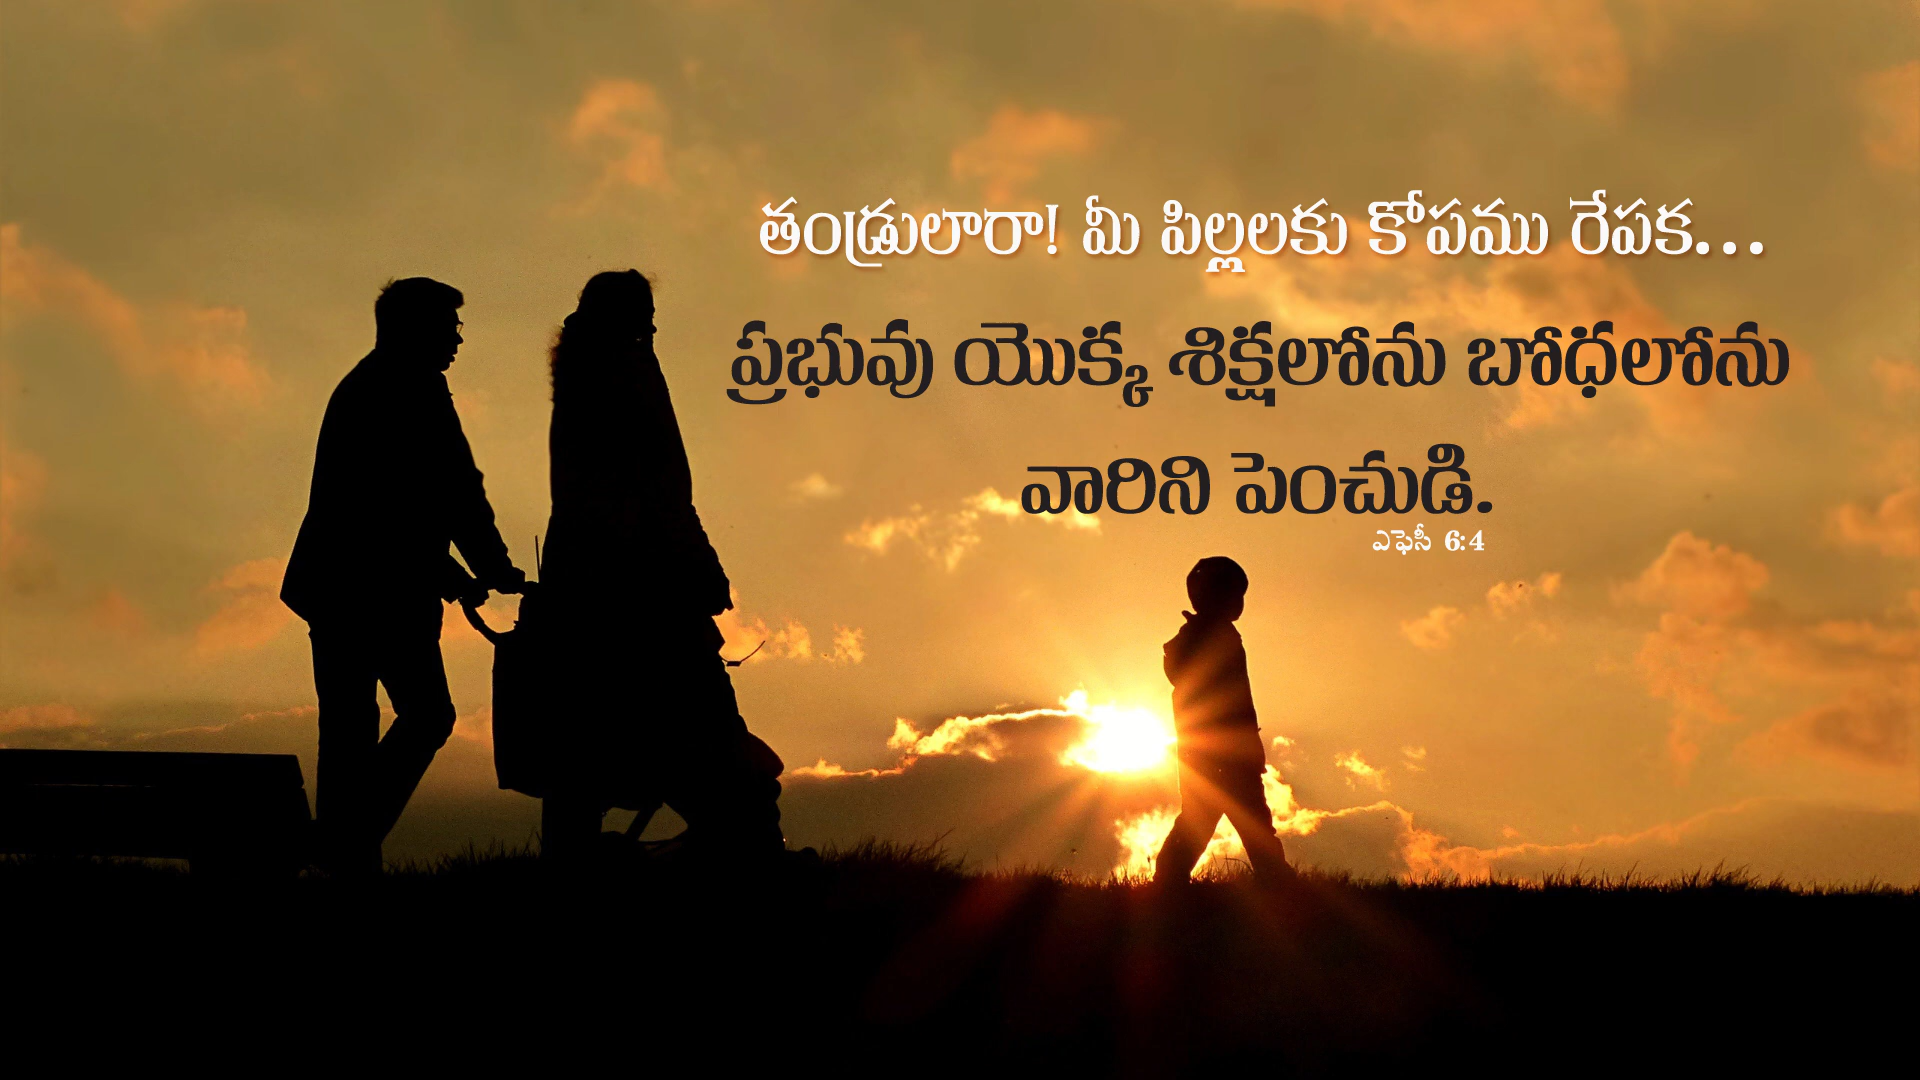 తండ్రులారా! మీ పిల్లలకు కోపము రేపక...
ప్రభువు యొక్క శిక్షలోను బోధలోను
వారిని పెంచుడి.
ఎఫెసీ 6:4